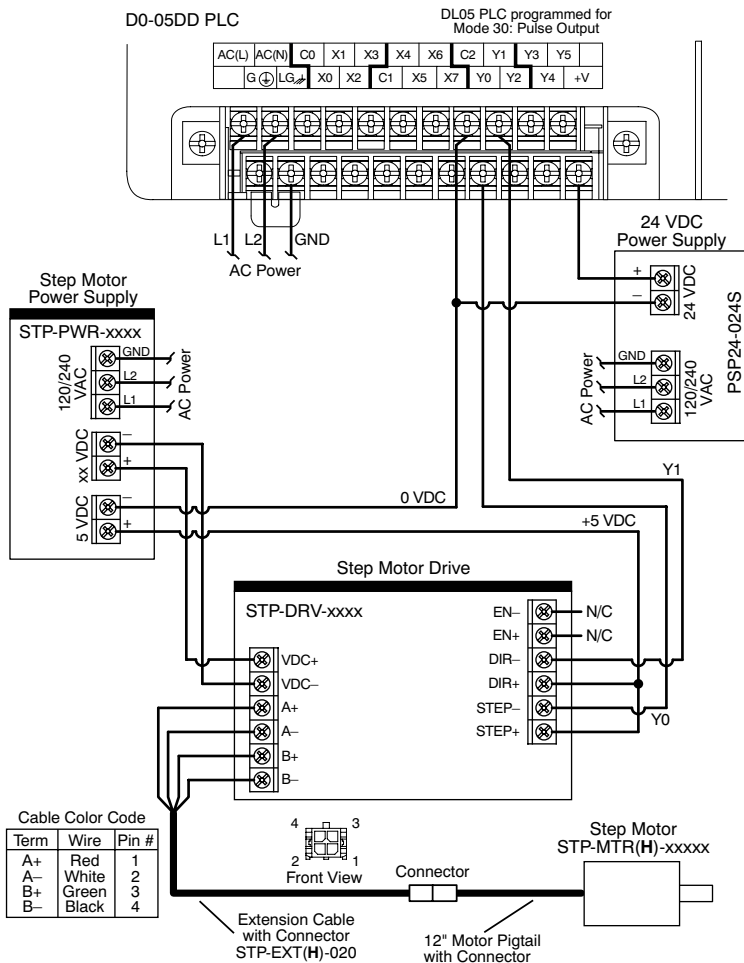 D0-05DD PLC
DL05 PLC programmed for
Mode 30: Pulse Output
AC(L) AC(N) C0 X1 X3 X4 X6 C2 Y1 Y3 Y5
G LG X0 X2 C1 X5 X7 Y0 Y2 Y4 +V
L1 L2 GND
AC Power
24 VDC
Power Supply
+
–
24 VDC
PSP24-024S
GND
L2
L1
AC Power
120/240
VAC
Step Motor
Power Supply
STP-PWR-xxxx
GND
L2
L1
120/240
VAC
AC Power
–
+
xx VDC
–
+
5 VDC
0 VDC
+5 VDC
Y1
Y0
Step Motor Drive
STP-DRV-xxxx
VDC+
VDC–
A+
A–
B+
B–
EN– N/C
EN+ N/C
DIR–
DIR+
STEP–
STEP+
Cable Color Code
Term Wire Pin #
A+ Red 1
A– White 2
B+ Green 3
B– Black 4
4 3
2 1
Front View
Connector
Step Motor
STP-MTR(H)-xxxxx
Extension Cable
with Connector
STP-EXT(H)-020
12" Motor Pigtail
with Connector